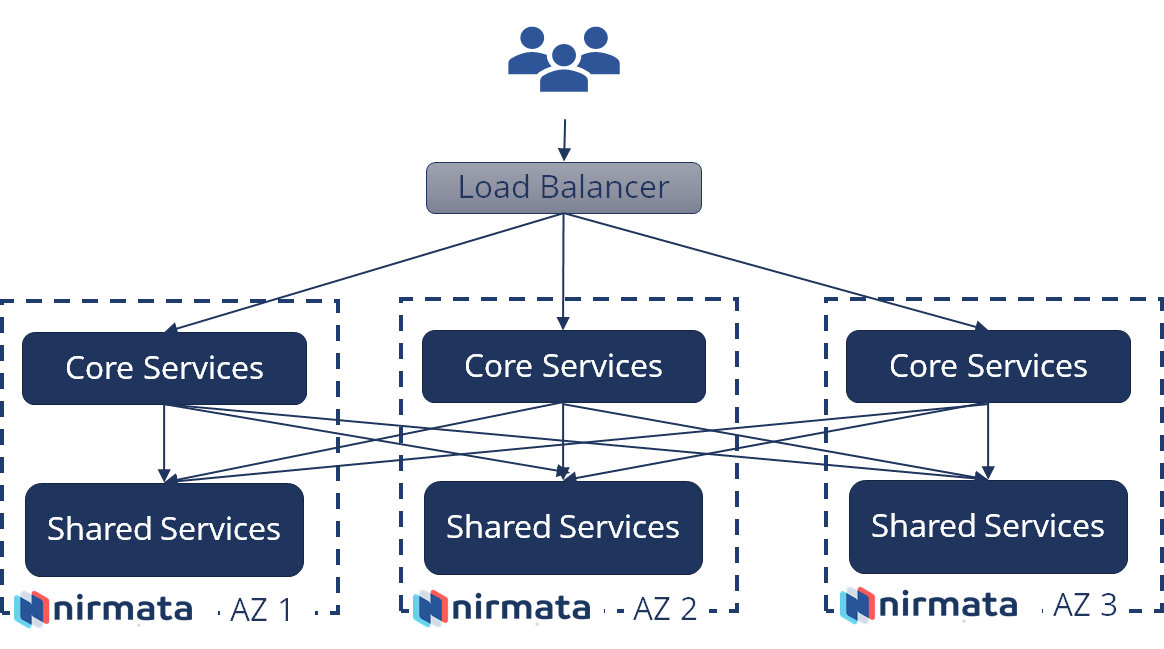 Load Balancer
Core Services
Core Services
Core Services
Shared Services
Shared Services
Shared Services
nirmata AZ 1
nirmata AZ 2
nirmata AZ 3